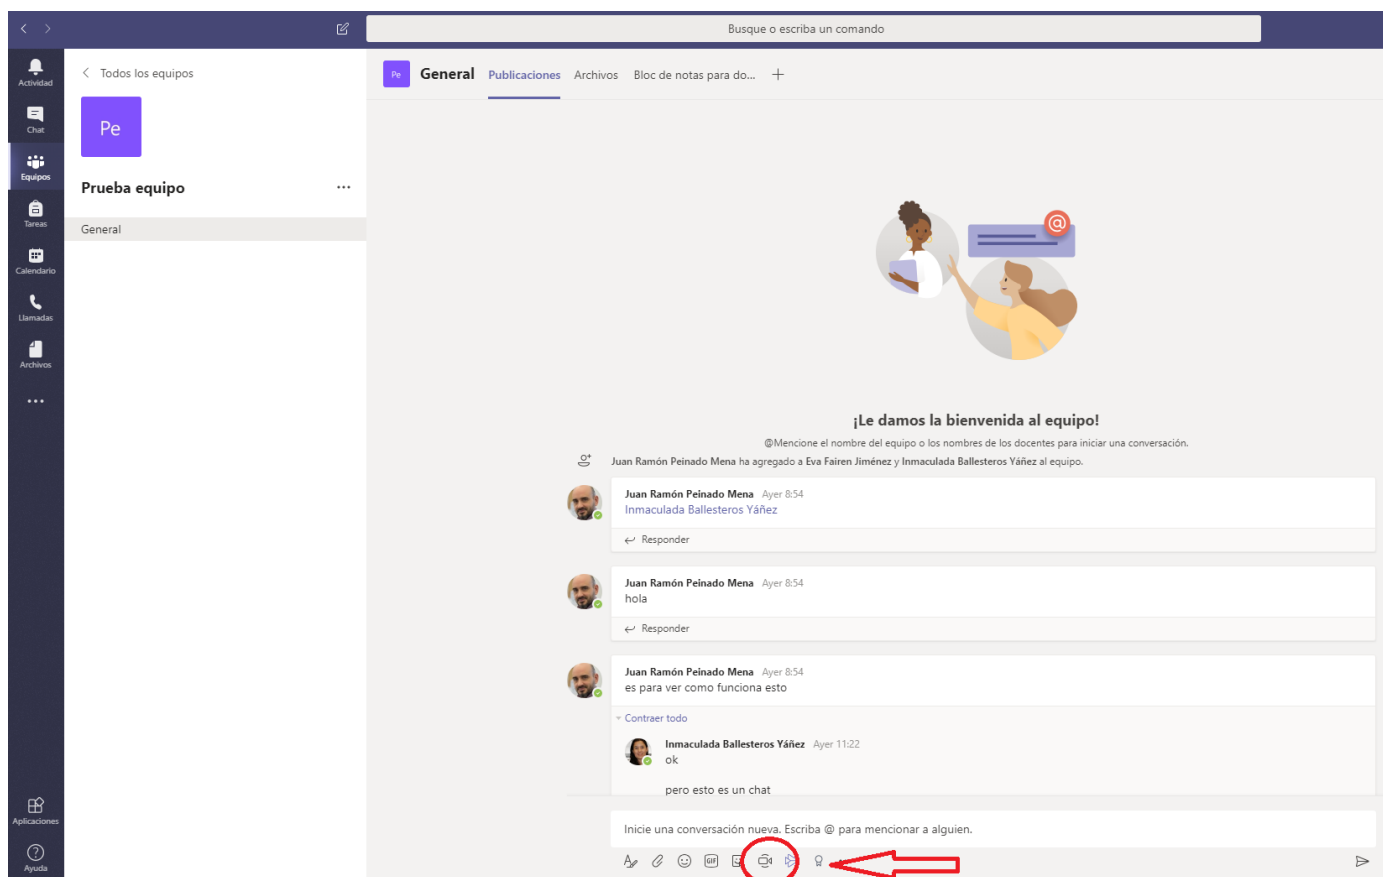 Busque o escriba un comando
Actividad
Chat
Equipos
Tareas
Calendario
Llamadas
Archivos
Aplicaciones
Ayuda
Todos los equipos
Pe
Prueba equipo
General
Pe General Publicaciones Archivos Bloc de notas para do...
@
¡Le damos la bienvenida al equipo!
@Mencione el nombre del equipo o los nombres de los docentes para iniciar una conversación.
Juan Ramón Peinado Mena ha agregado a Eva Fairen Jiménez y Inmaculada Ballesteros Yáñez al equipo.
Juan Ramón Peinado Mena Ayer 8:54
Inmaculada Ballesteros Yáñez
Responder
Juan Ramón Peinado Mena Ayer 8:54
hola
Responder
Juan Ramón Peinado Mena Ayer 8:54
es para ver como funciona esto
Contraer todo
Inmaculada Ballesteros Yáñez Ayer 11:22
ok
pero esto es un chat
Inicie una conversación nueva. Escriba @ para mencionar a alguien.
GIF